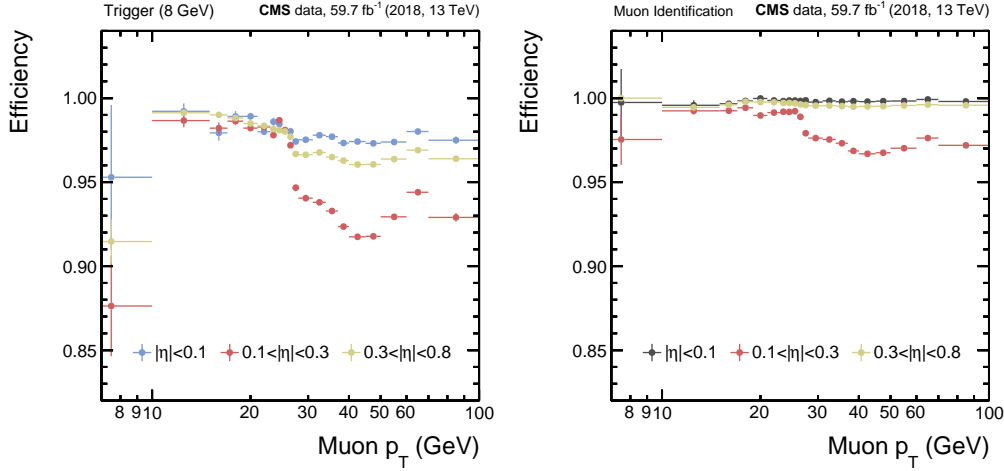 Trigger (8 GeV) CMS data, 59.7 fb⁻¹ (2018, 13 TeV)
Efficiency
1.00
0.95
0.90
0.85
|η|<0.1 0.1<|η|<0.3 0.3<|η|<0.8
8 9 10 20 30 40 50 60 100
Muon p_T (GeV)
Muon Identification CMS data, 59.7 fb⁻¹ (2018, 13 TeV)
Efficiency
1.00
0.95
0.90
0.85
|η|<0.1 0.1<|η|<0.3 0.3<|η|<0.8
8 9 10 20 30 40 50 60 100
Muon p_T (GeV)